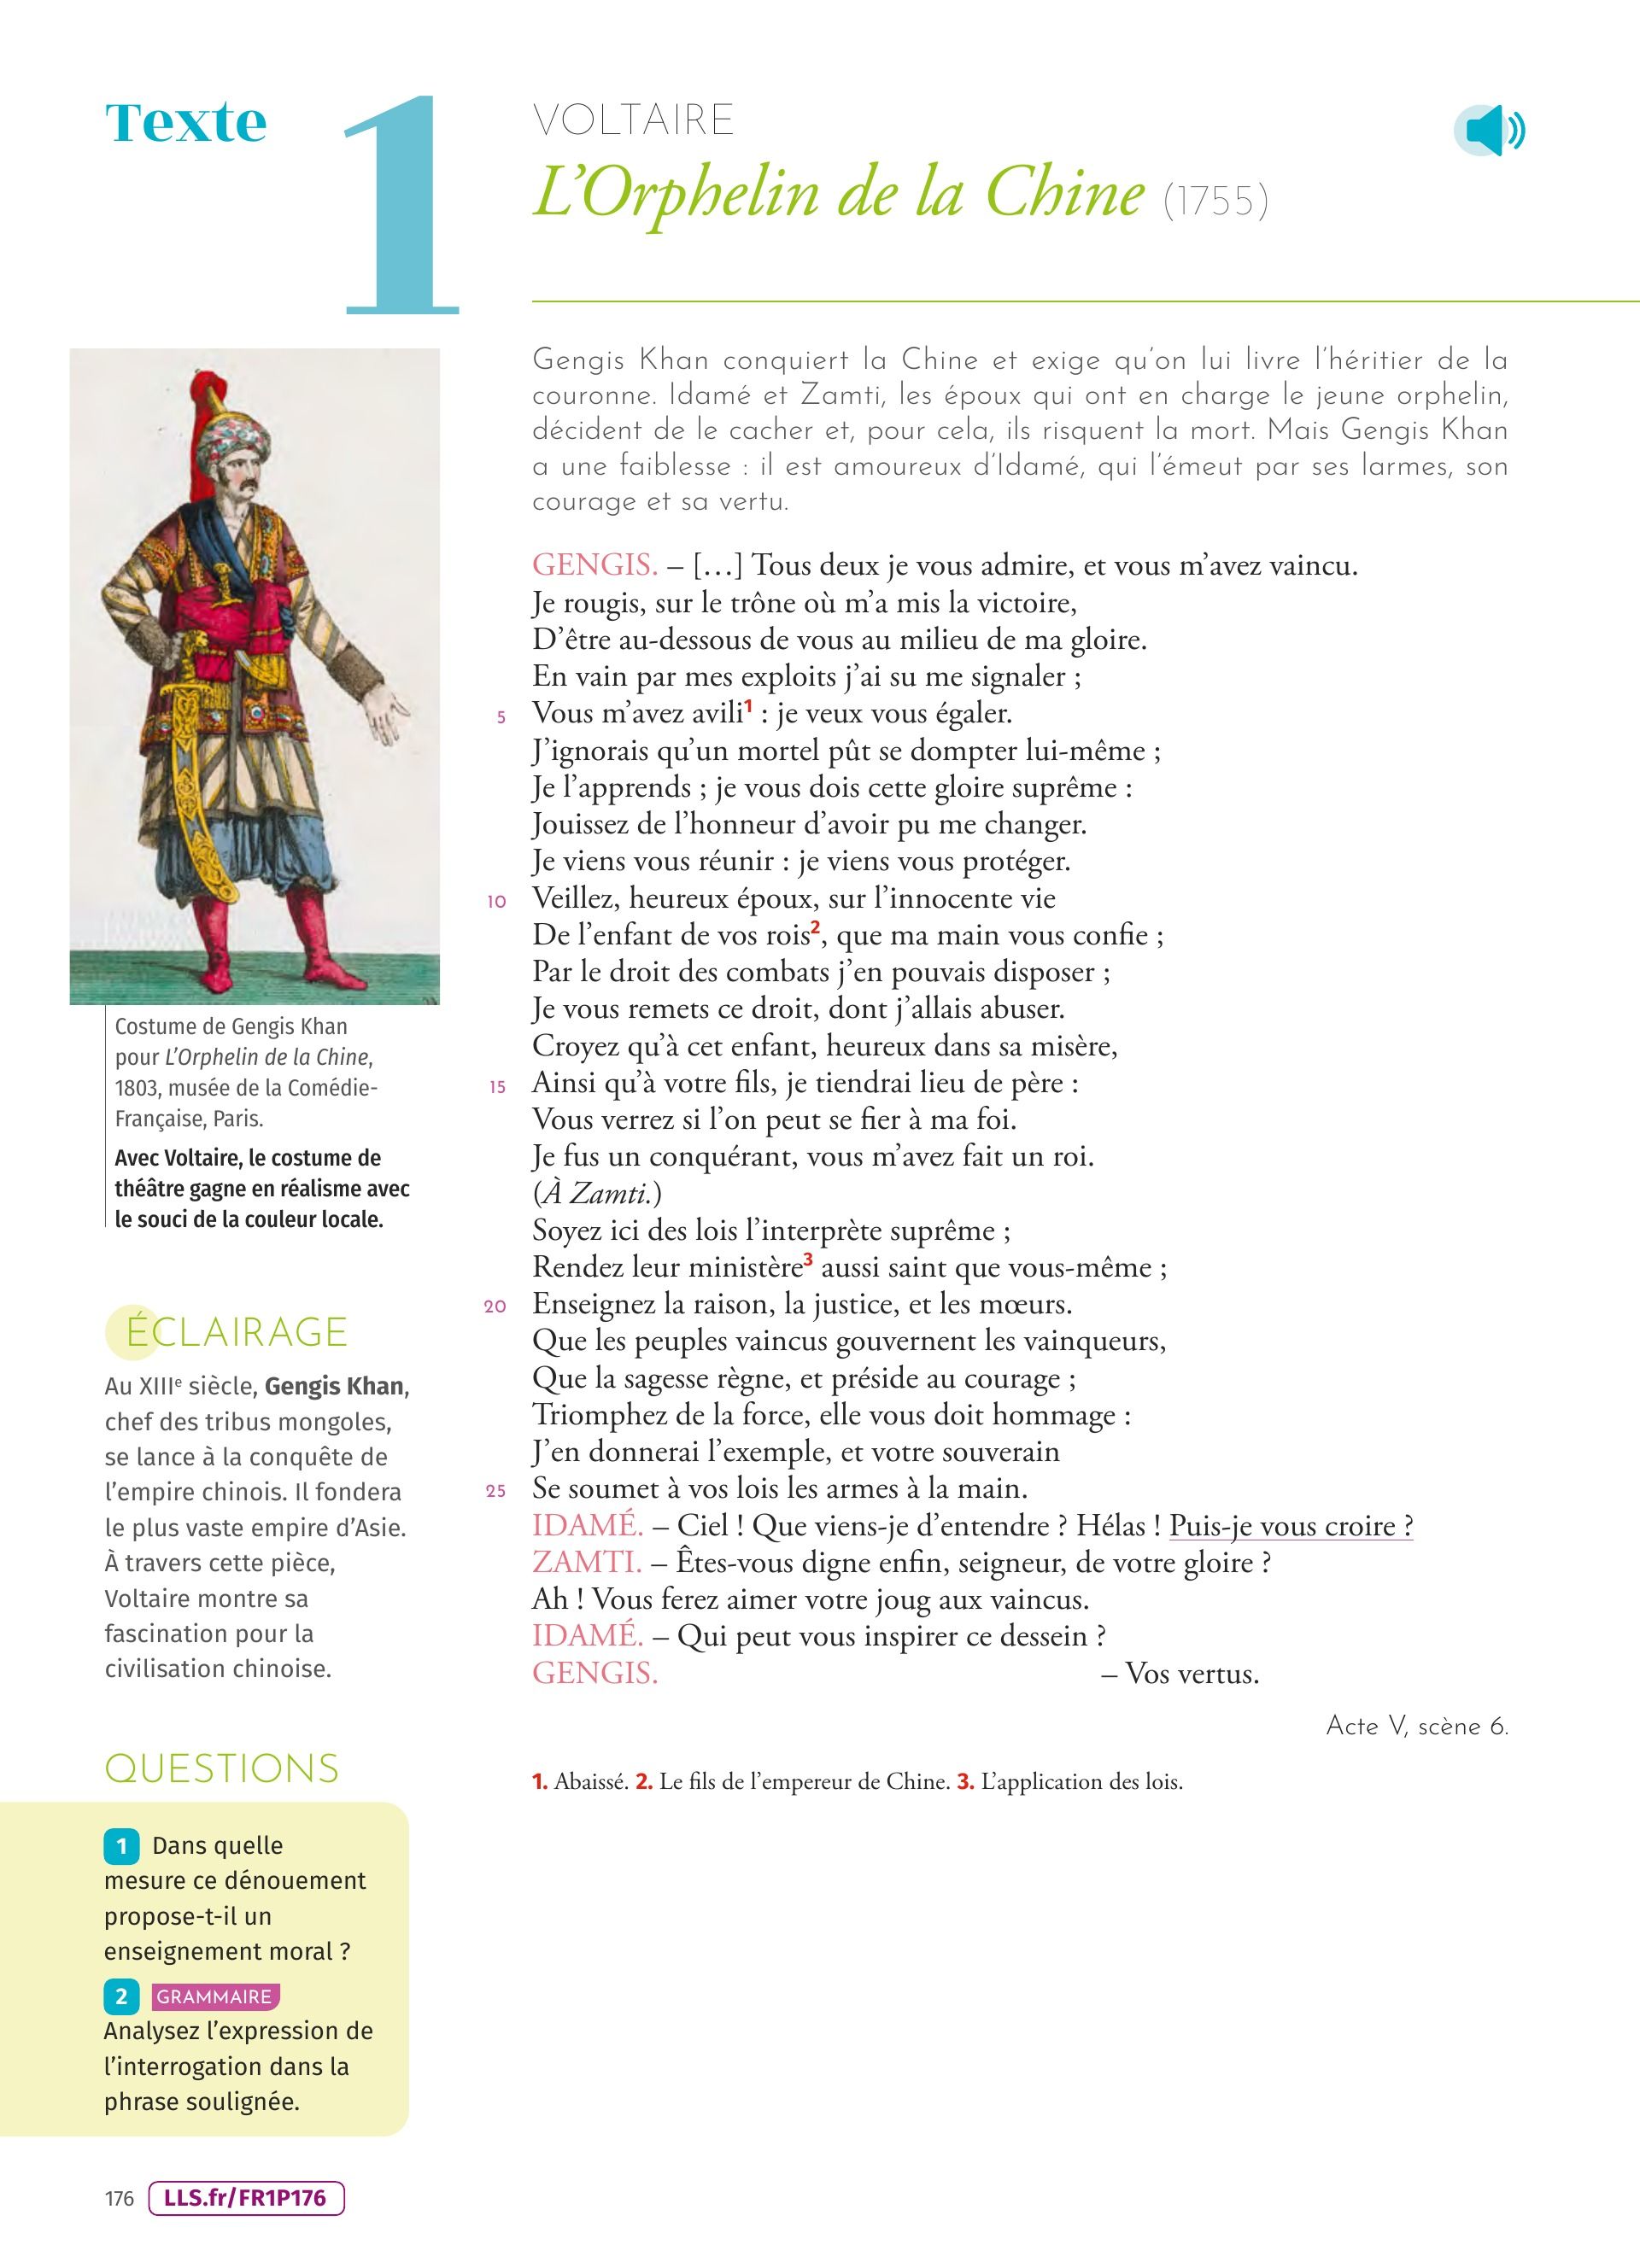 Texte 1
VOLTAIRE
L'Orphelin de la Chine (1755)
Gengis Khan conquiert la Chine et exige qu'on lui livre l'héritier de la
couronne. Idamé et Zamti, les époux qui ont en charge le jeune orphelin,
décident de le cacher et, pour cela, ils risquent la mort. Mais Gengis Khan
a une faiblesse : il est amoureux d'Idamé, qui l'émeut par ses larmes, son
courage et sa vertu.
GENGIS. – […] Tous deux je vous admire, et vous m'avez vaincu.
Je rougis, sur le trône où m'a mis la victoire,
D'être au-dessous de vous au milieu de ma gloire.
En vain par mes exploits j'ai su me signaler ;
5 Vous m'avez avili1 : je veux vous égaler.
J'ignorais qu'un mortel pût se dompter lui-même ;
Je l'apprends ; je vous dois cette gloire suprême :
Jouissez de l'honneur d'avoir pu me changer.
Je viens vous réunir : je viens vous protéger.
10 Veillez, heureux époux, sur l'innocente vie
De l'enfant de vos rois2, que ma main vous confie ;
Par le droit des combats j'en pouvais disposer ;
Je vous remets ce droit, dont j'allais abuser.
Croyez qu'à cet enfant, heureux dans sa misère,
15 Ainsi qu'à votre fils, je tiendrai lieu de père :
Vous verrez si l'on peut se fier à ma foi.
Je fus un conquérant, vous m'avez fait un roi.
(À Zamti.)
Soyez ici des lois l'interprète suprême ;
Rendez leur ministère3 aussi saint que vous-même ;
20 Enseignez la raison, la justice, et les mœurs.
Que les peuples vaincus gouvernent les vainqueurs,
Que la sagesse règne, et préside au courage ;
Triomphez de la force, elle vous doit hommage :
J'en donnerai l'exemple, et votre souverain
25 Se soumet à vos lois les armes à la main.
IDAMÉ. – Ciel ! Que viens-je d'entendre ? Hélas ! Puis-je vous croire ?
ZAMTI. – Êtes-vous digne enfin, seigneur, de votre gloire ?
Ah ! Vous ferez aimer votre joug aux vaincus.
IDAMÉ. – Qui peut vous inspirer ce dessein ?
GENGIS. – Vos vertus.
Acte V, scène 6.
1. Abaissé. 2. Le fils de l'empereur de Chine. 3. L'application des lois.
Costume de Gengis Khan
pour L'Orphelin de la Chine,
1803, musée de la Comédie-
Française, Paris.
Avec Voltaire, le costume de
théâtre gagne en réalisme avec
le souci de la couleur locale.
ÉCLAIRAGE
Au XIIIe siècle, Gengis Khan,
chef des tribus mongoles,
se lance à la conquête de
l'empire chinois. Il fondera
le plus vaste empire d'Asie.
À travers cette pièce,
Voltaire montre sa
fascination pour la
civilisation chinoise.
QUESTIONS
1 Dans quelle
mesure ce dénouement
propose-t-il un
enseignement moral ?
2 GRAMMAIRE
Analysez l'expression de
l'interrogation dans la
phrase soulignée.
176 LLS.fr/FR1P176